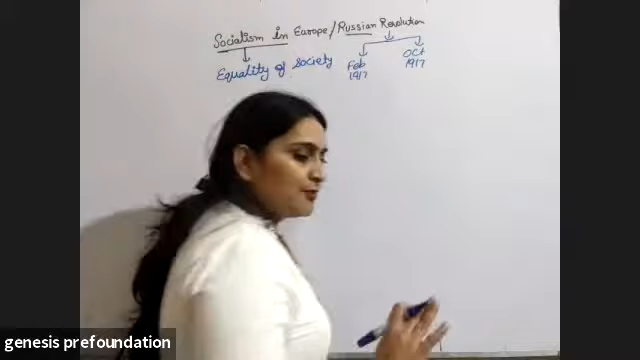 Socialism in Europe/Russian Revolution
Equality of Society
Feb 1917
Oct 1917
genesis prefoundation